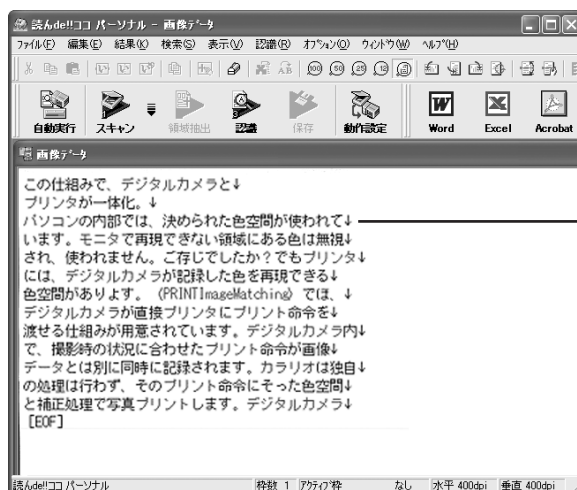 読んde!!ココ パーソナル - 画像データ
ファイル(F) 編集(E) 結果(K) 検索(S) 表示(V) 認識(R) オプション(O) ウィンドウ(W) ヘルプ(H)
100 50 25 12
自動実行 スキャン 領域抽出 認識 保存 動作設定 Word Excel Acrobat
画像データ
この仕組みで、デジタルカメラと↓
プリンタが一体化。↓
パソコンの内部では、決められた色空間が使われて↓
います。モニタで再現できない領域にある色は無視↓
され、使われません。ご存じでしたか？でもプリンタ↓
には、デジタルカメラが記録した色を再現できる↓
色空間がありよす。（PRINTImageMatching）でほ、↓
デジタルカメラが直接プリンタにプリント命令を↓
渡せる仕組みが用意されています。デジタルカメラ内↓
で、撮影時の状況に合わせたプリント命令が画像↓
データとは別に同時に記録されます。カラリオは独自↓
の処理は行わず、そのプリント命令にそった色空間↓
と補正処理で写真プリントします。デジタルカメラ↓
[EOF]
読んde!!ココ パーソナル 枠数 1 アクティブ枠 なし 水平 400dpi 垂直 400dpi